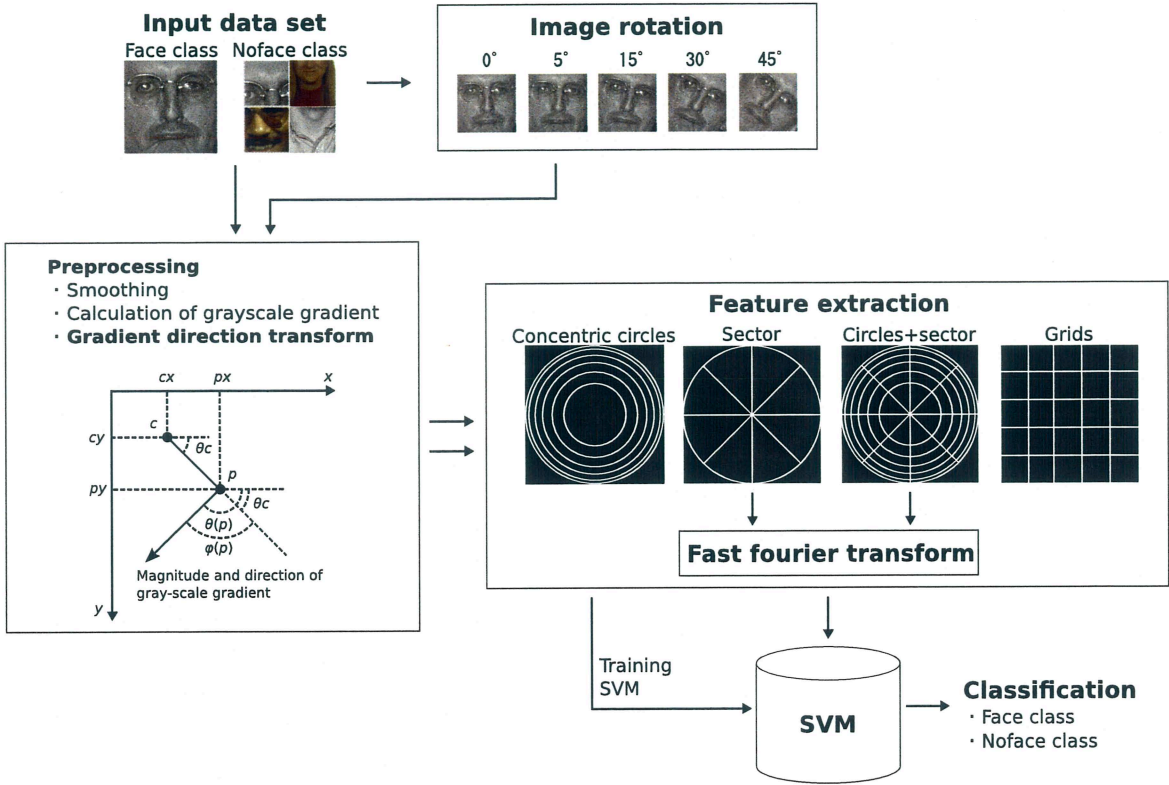 Input data set
Face class Noface class
Image rotation
0° 5° 15° 30° 45°
Preprocessing
· Smoothing
· Calculation of grayscale gradient
· Gradient direction transform
cx px x
c
cy θc
p
py θc
θ(p)
φ(p)
Magnitude and direction of
gray-scale gradient
y
Feature extraction
Concentric circles Sector Circles+sector Grids
Fast fourier transform
Training
SVM
SVM
Classification
· Face class
· Noface class